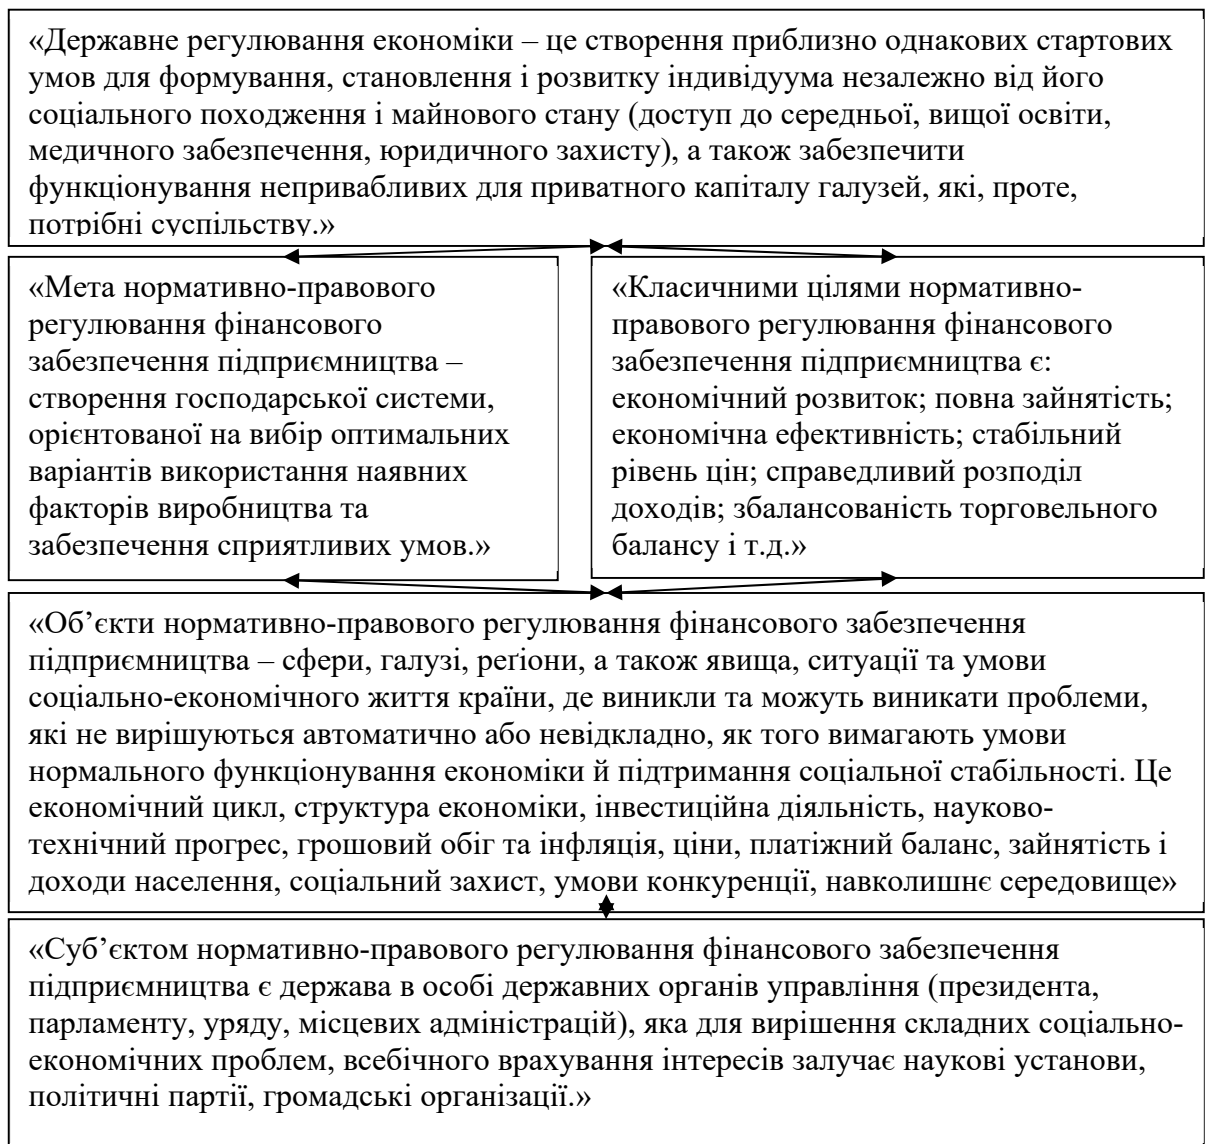 «Державне регулювання економіки – це створення приблизно однакових стартових
умов для формування, становлення і розвитку індивідуума незалежно від його
соціального походження і майнового стану (доступ до середньої, вищої освіти,
медичного забезпечення, юридичного захисту), а також забезпечити
функціонування непривабливих для приватного капіталу галузей, які, проте,
потрібні суспільству.»
«Мета нормативно-правового
регулювання фінансового
забезпечення підприємництва –
створення господарської системи,
орієнтованої на вибір оптимальних
варіантів використання наявних
факторів виробництва та
забезпечення сприятливих умов.»
«Класичними цілями нормативно-
правового регулювання фінансового
забезпечення підприємництва є:
економічний розвиток; повна зайнятість;
економічна ефективність; стабільний
рівень цін; справедливий розподіл
доходів; збалансованість торговельного
балансу і т.д.»
«Об’єкти нормативно-правового регулювання фінансового забезпечення
підприємництва – сфери, галузі, реґіони, а також явища, ситуації та умови
соціально-економічного життя країни, де виникли та можуть виникати проблеми,
які не вирішуються автоматично або невідкладно, як того вимагають умови
нормального функціонування економіки й підтримання соціальної стабільності. Це
економічний цикл, структура економіки, інвестиційна діяльність, науково-
технічний прогрес, грошовий обіг та інфляція, ціни, платіжний баланс, зайнятість і
доходи населення, соціальний захист, умови конкуренції, навколишнє середовище»
«Суб’єктом нормативно-правового регулювання фінансового забезпечення
підприємництва є держава в особі державних органів управління (президента,
парламенту, уряду, місцевих адміністрацій), яка для вирішення складних соціально-
економічних проблем, всебічного врахування інтересів залучає наукові установи,
політичні партії, громадські організації.»